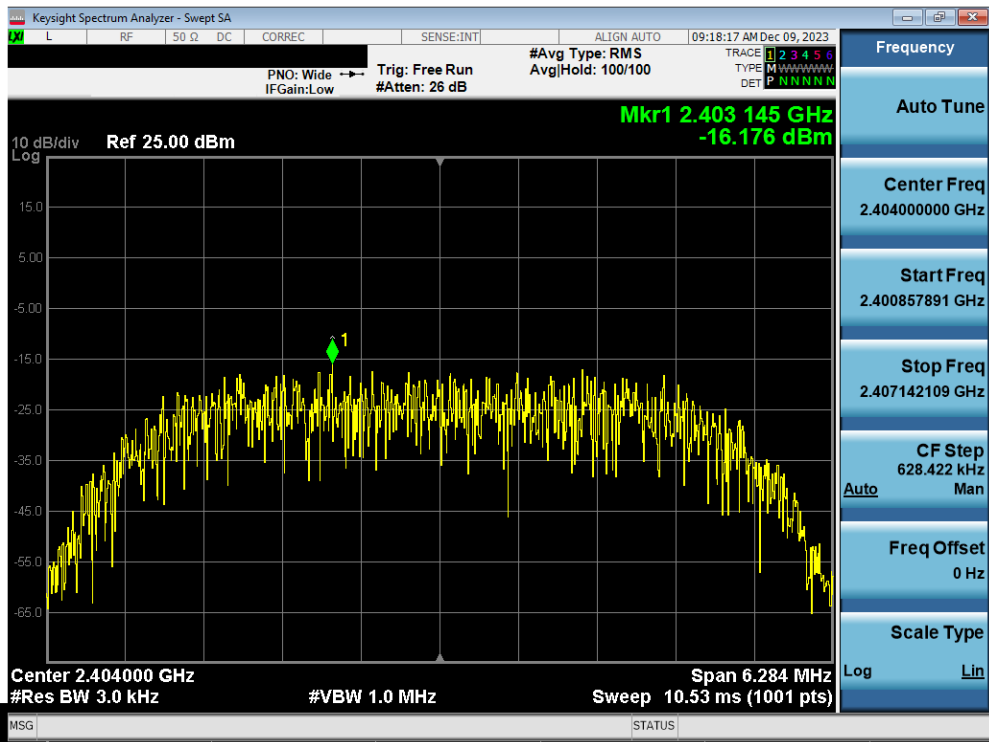 Keysight Spectrum Analyzer - Swept SA
LXI L RF 50 Ω DC CORREC SENSE:INT ALIGN AUTO 09:18:17 AM Dec 09, 2023
PNO: Wide
IFGain:Low
Trig: Free Run
#Atten: 26 dB
#Avg Type: RMS
Avg|Hold: 100/100
TRACE 1 2 3 4 5 6
TYPE M WWWWW
DET P N N N N N
Mkr1 2.403 145 GHz
-16.176 dBm
10 dB/div Ref 25.00 dBm
Log
15.0
5.00
-5.00
1
-15.0
-25.0
-35.0
-45.0
-55.0
-65.0
Center 2.404000 GHz Span 6.284 MHz
#Res BW 3.0 kHz #VBW 1.0 MHz Sweep 10.53 ms (1001 pts)
MSG STATUS
Frequency
Auto Tune
Center Freq
2.404000000 GHz
Start Freq
2.400857891 GHz
Stop Freq
2.407142109 GHz
CF Step
628.422 kHz
Auto Man
Freq Offset
0 Hz
Scale Type
Log Lin